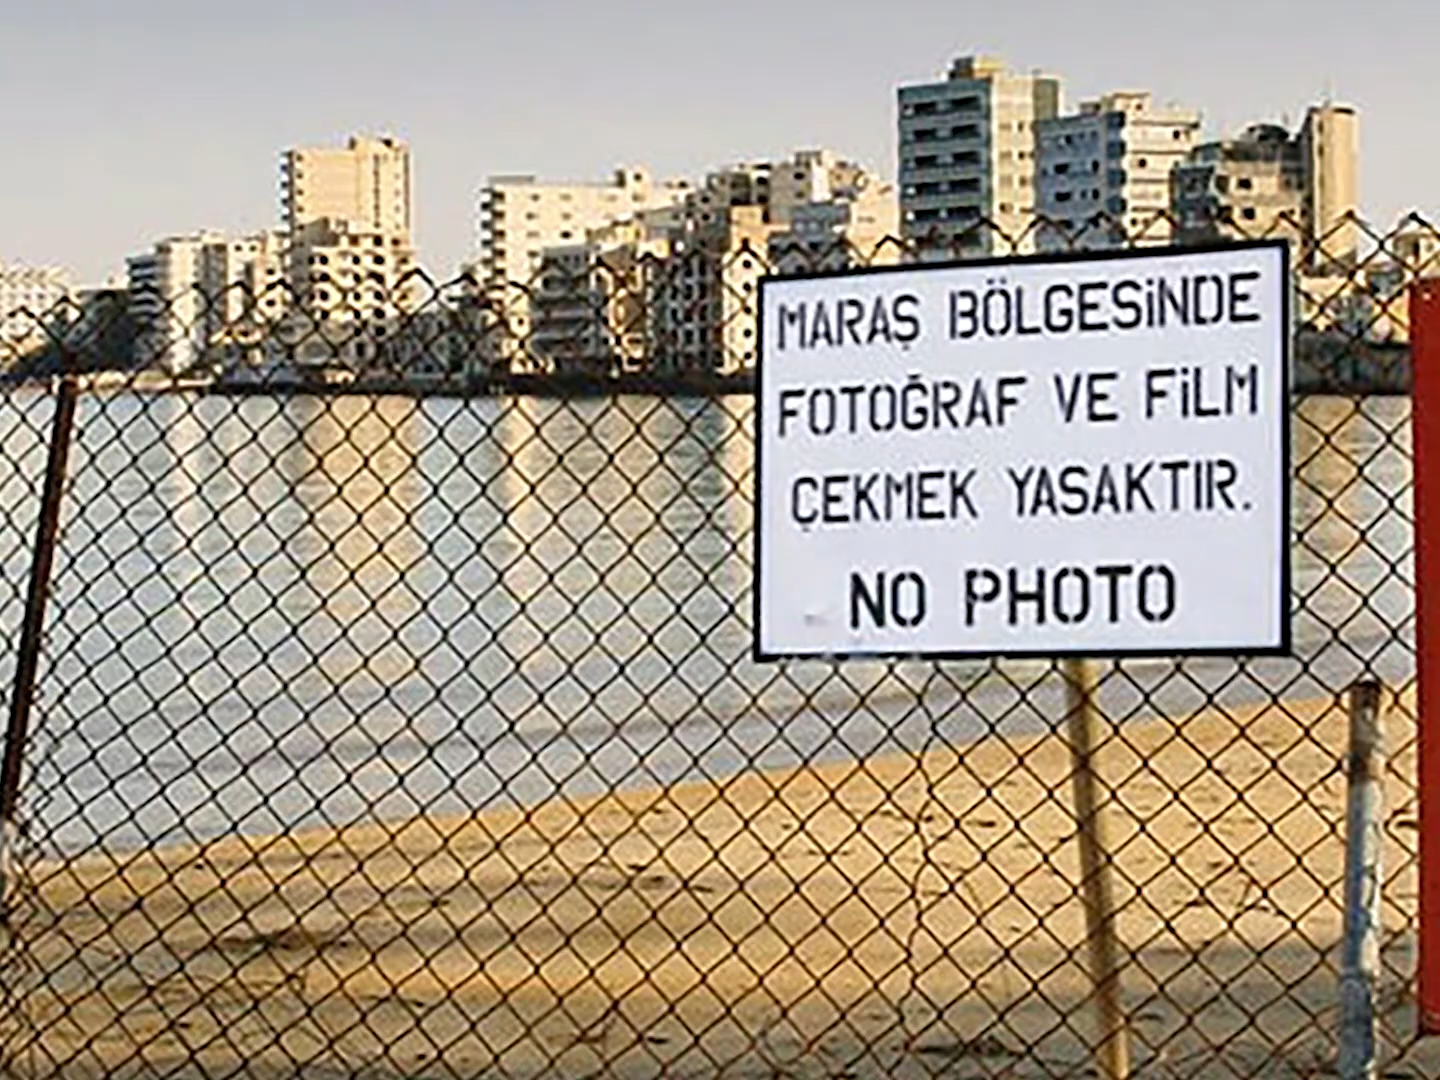 MARAŞ BÖLGESİNDE
FOTOĞRAF VE FİLM
ÇEKMEK YASAKTIR.
NO PHOTO